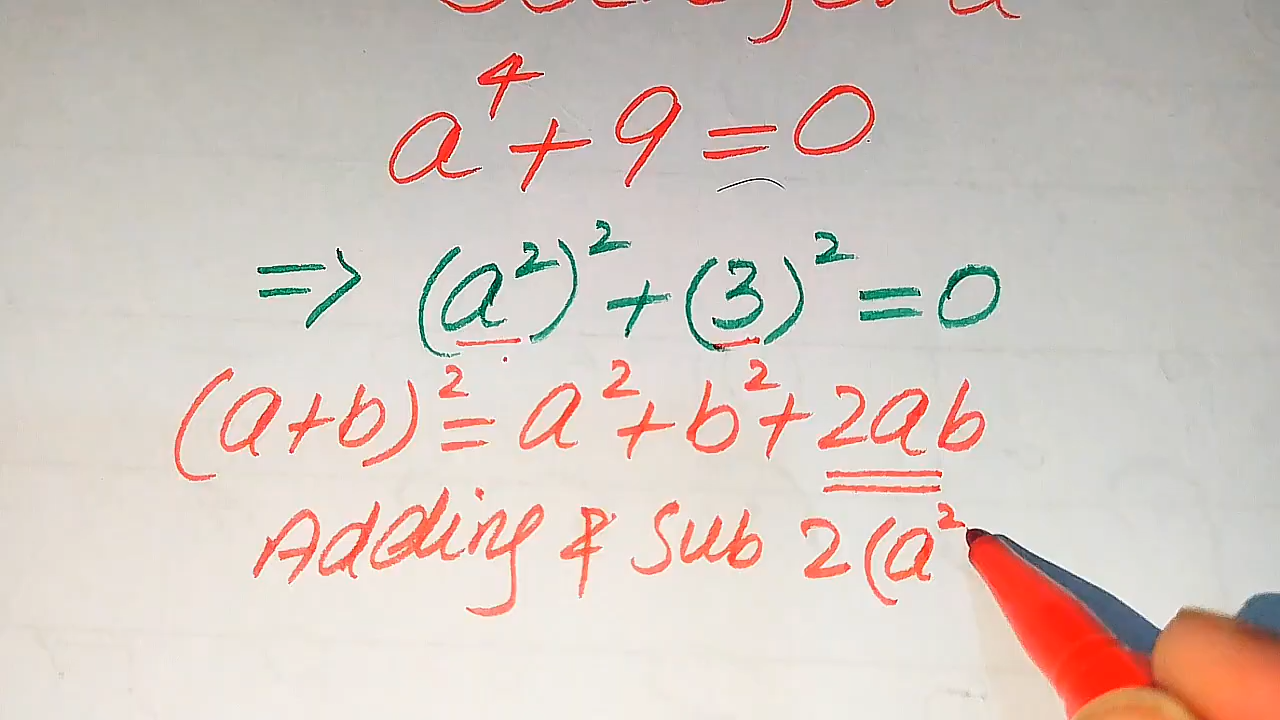 a⁴ + 9 = 0
=> (a²)² + (3)² = 0
(a+b)² = a² + b² + 2ab
Adding & Sub 2(a²